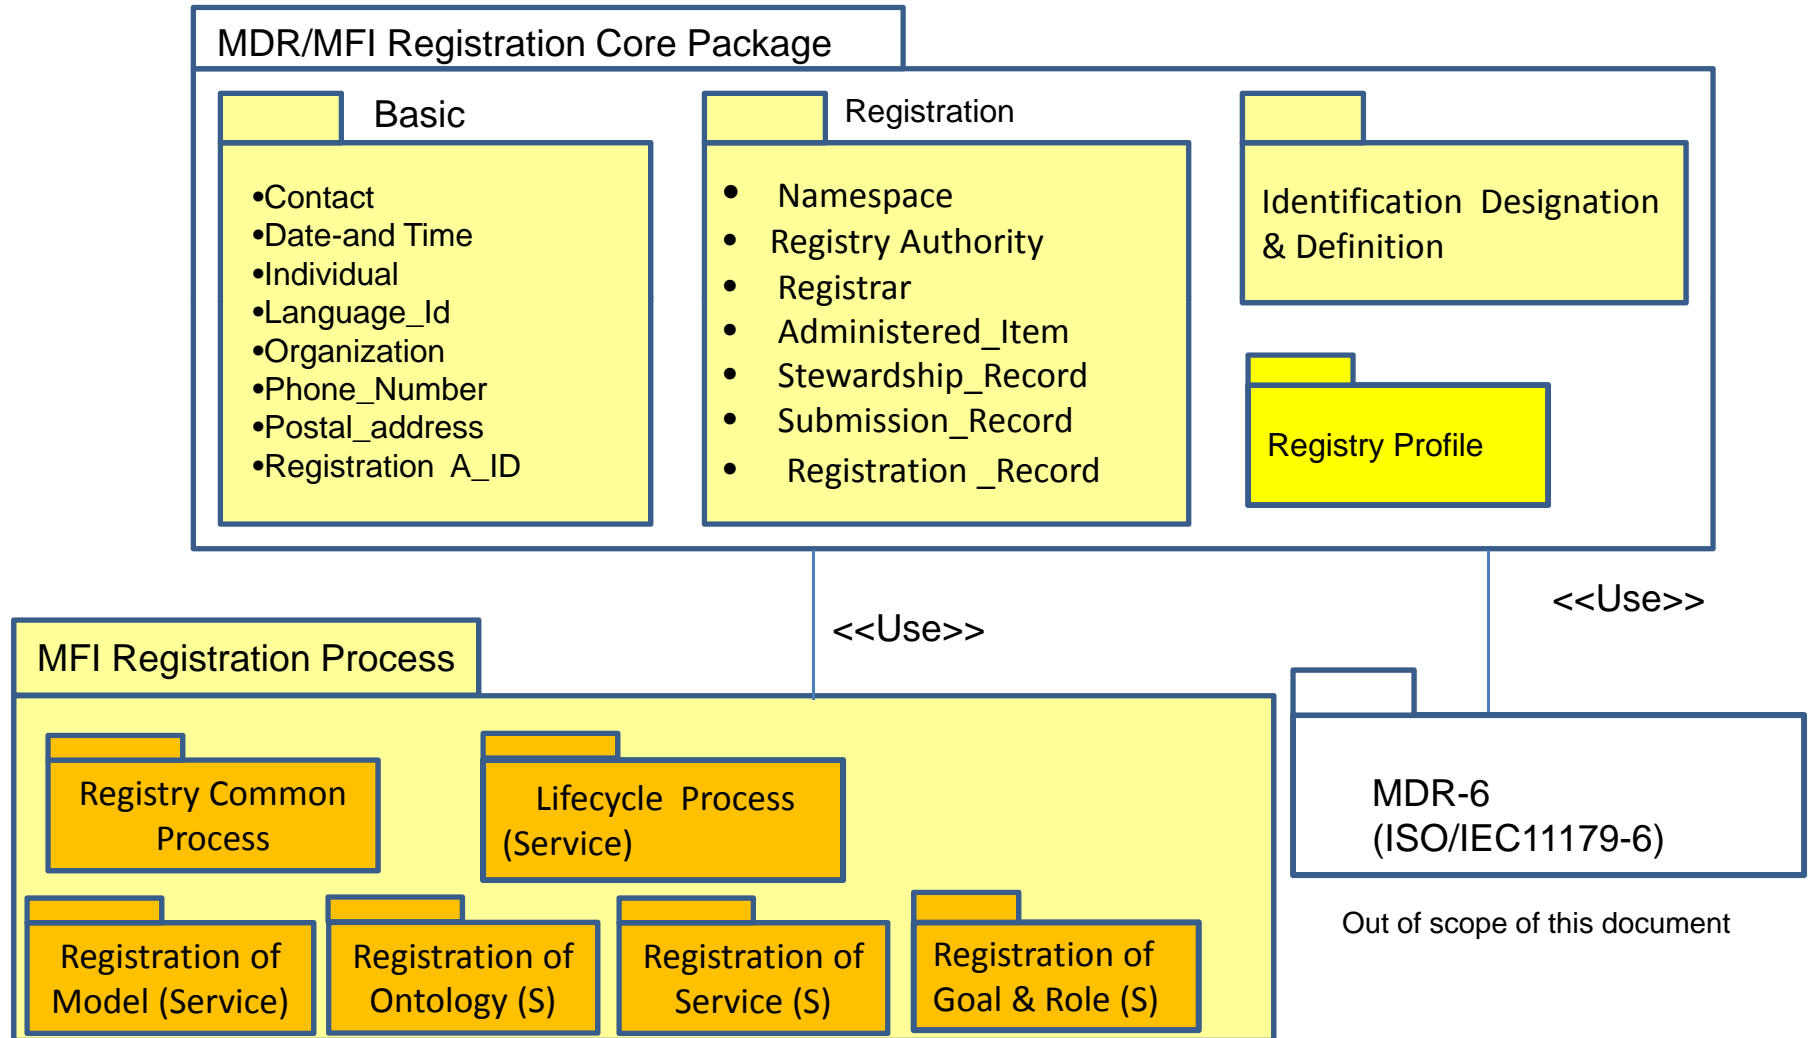 MDR/MFI Registration Core Package
Basic
•Contact
•Date-and Time
•Individual
•Language_Id
•Organization
•Phone_Number
•Postal_address
•Registration A_ID
Registration
• Namespace
• Registry Authority
• Registrar
• Administered_Item
• Stewardship_Record
• Submission_Record
• Registration _Record
Identification Designation
& Definition
Registry Profile
<<Use>>
<<Use>>
MFI Registration Process
Registry Common
Process
Lifecycle Process
(Service)
Registration of
Model (Service)
Registration of
Ontology (S)
Registration of
Service (S)
Registration of
Goal & Role (S)
MDR-6
(ISO/IEC11179-6)
Out of scope of this document